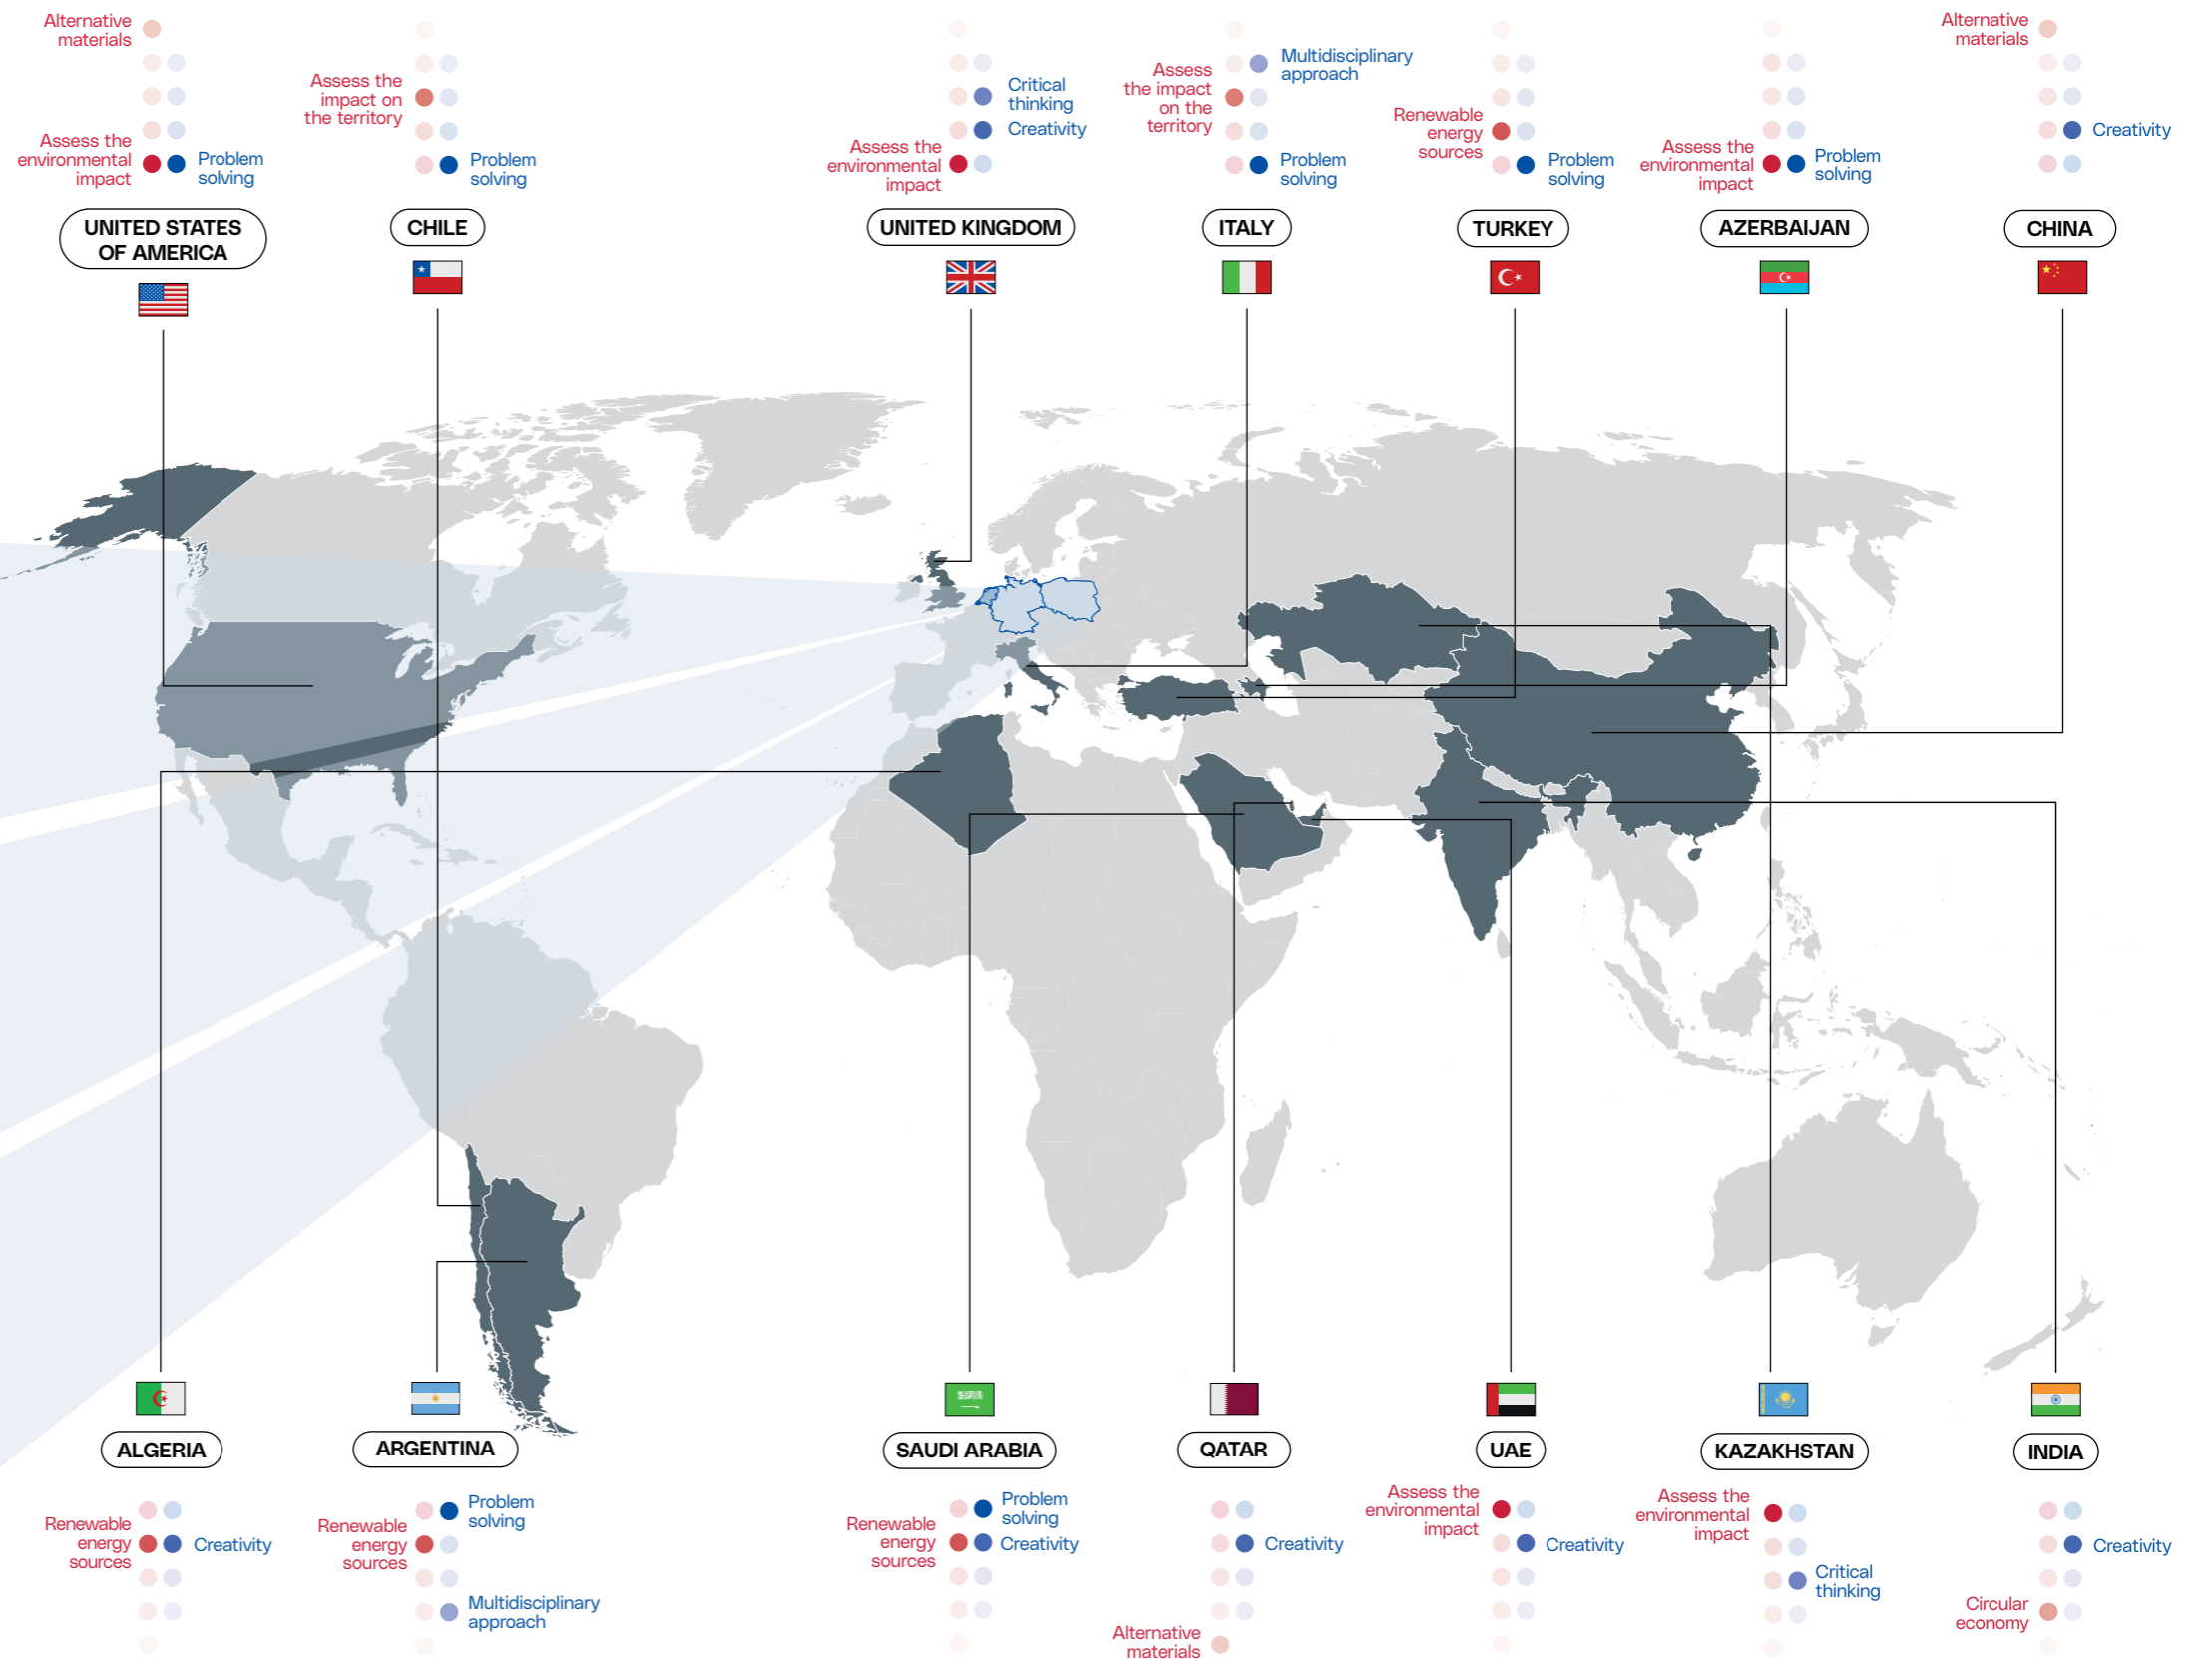 Alternative
materials
Assess the
environmental
impact
Problem
solving
UNITED STATES
OF AMERICA
Assess the
impact on
the territory
Problem
solving
CHILE
Critical
thinking
Creativity
Assess the
environmental
impact
UNITED KINGDOM
Multidisciplinary
approach
Assess
the impact
on the
territory
Problem
solving
ITALY
Renewable
energy
sources
Problem
solving
TURKEY
Assess the
environmental
impact
Problem
solving
AZERBAIJAN
Alternative
materials
Creativity
CHINA
ALGERIA
Renewable
energy
sources
Creativity
ARGENTINA
Problem
solving
Renewable
energy
sources
Multidisciplinary
approach
SAUDI ARABIA
Problem
solving
Renewable
energy
sources
Creativity
QATAR
Creativity
Alternative
materials
UAE
Assess the
environmental
impact
Creativity
KAZAKHSTAN
Assess the
environmental
impact
Critical
thinking
INDIA
Creativity
Circular
economy